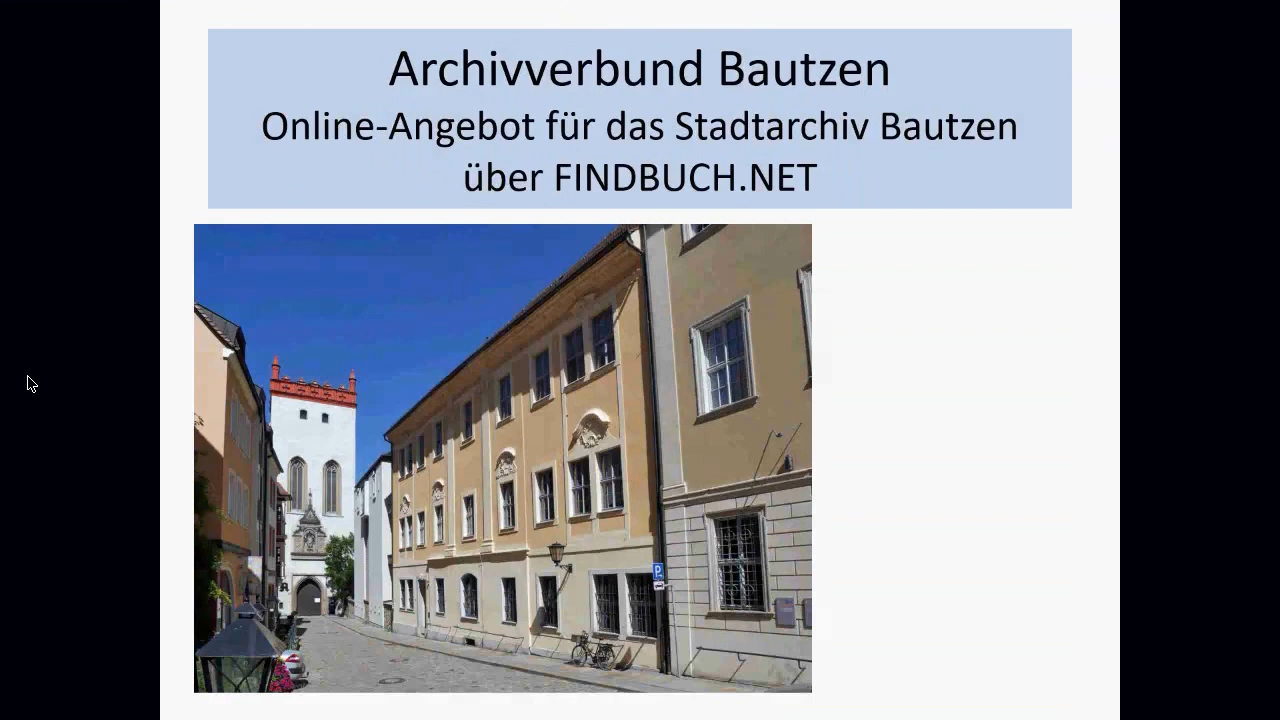 Archivverbund Bautzen
Online-Angebot für das Stadtarchiv Bautzen
über FINDBUCH.NET
P